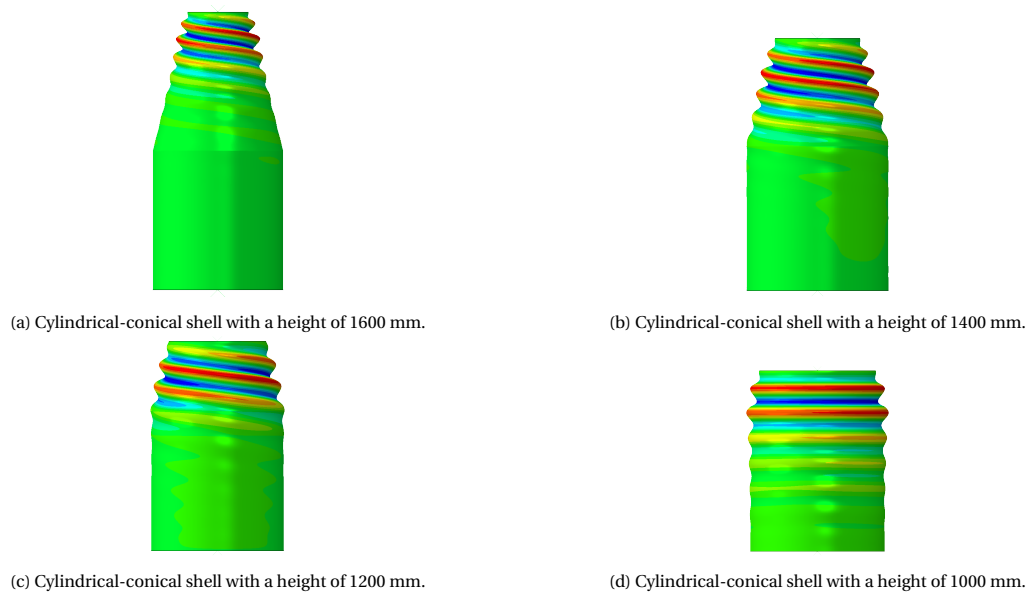 (a) Cylindrical-conical shell with a height of 1600 mm.
(b) Cylindrical-conical shell with a height of 1400 mm.
(c) Cylindrical-conical shell with a height of 1200 mm.
(d) Cylindrical-conical shell with a height of 1000 mm.